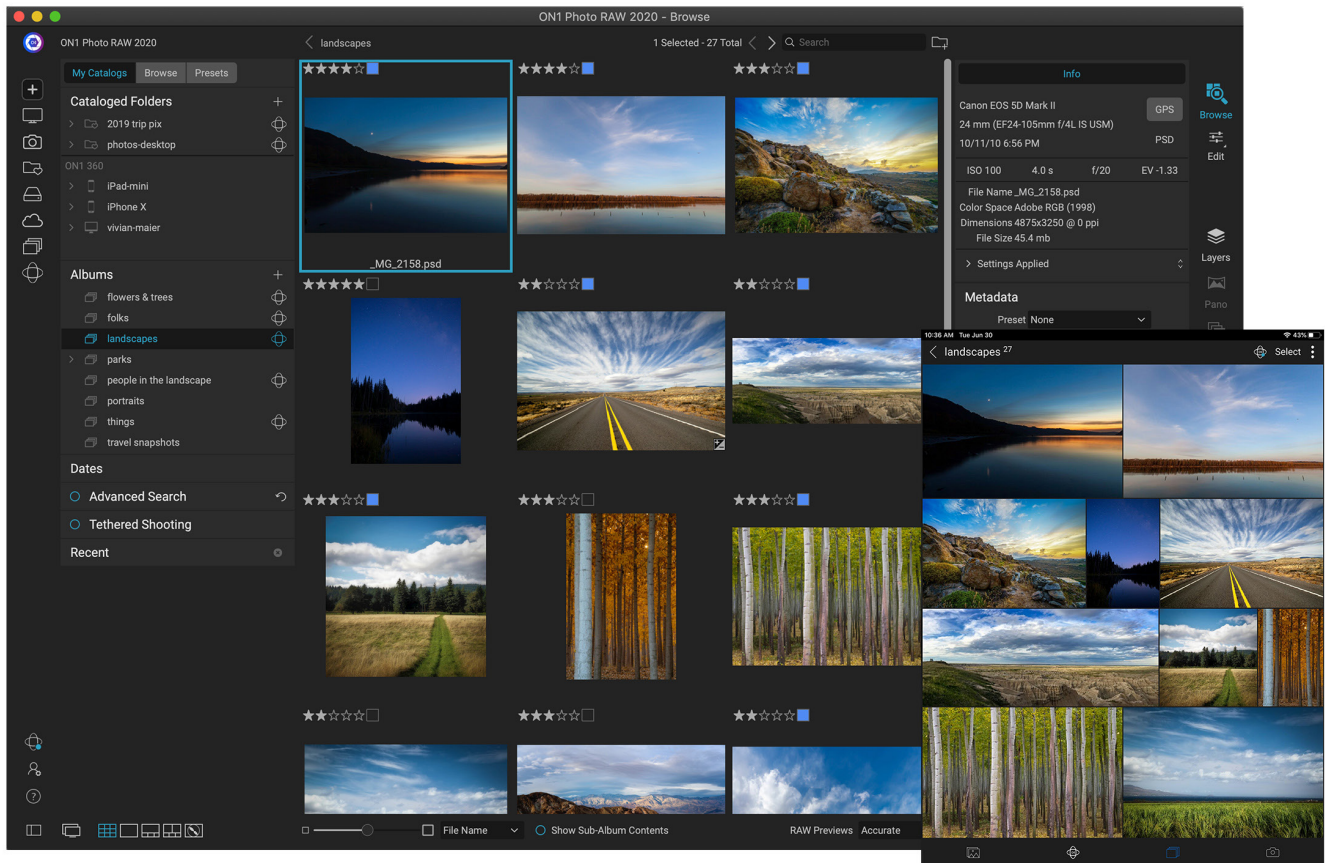 ON1 Photo RAW 2020 - Browse
ON1 Photo RAW 2020
landscapes
1 Selected - 27 Total
Search
My Catalogs
Browse
Presets
Cataloged Folders
2019 trip pix
photos-desktop
ON1 360
iPad-mini
iPhone X
vivian-maier
Albums
flowers & trees
folks
landscapes
parks
people in the landscape
portraits
things
travel snapshots
Dates
Advanced Search
Tethered Shooting
Recent
_MG_2158.psd
Info
Canon EOS 5D Mark II
GPS
24 mm (EF24-105mm f/4L IS USM)
10/11/10 6:56 PM
PSD
ISO 100 4.0 s f/20 EV -1.33
File Name _MG_2158.psd
Color Space Adobe RGB (1998)
Dimensions 4875x3250 @ 0 ppi
File Size 45.4 mb
Settings Applied
Metadata
Preset None
Browse
Edit
Layers
Pano
10:36 AM Tue Jun 30
43%
landscapes 27
Select
File Name
Show Sub-Album Contents
RAW Previews Accurate